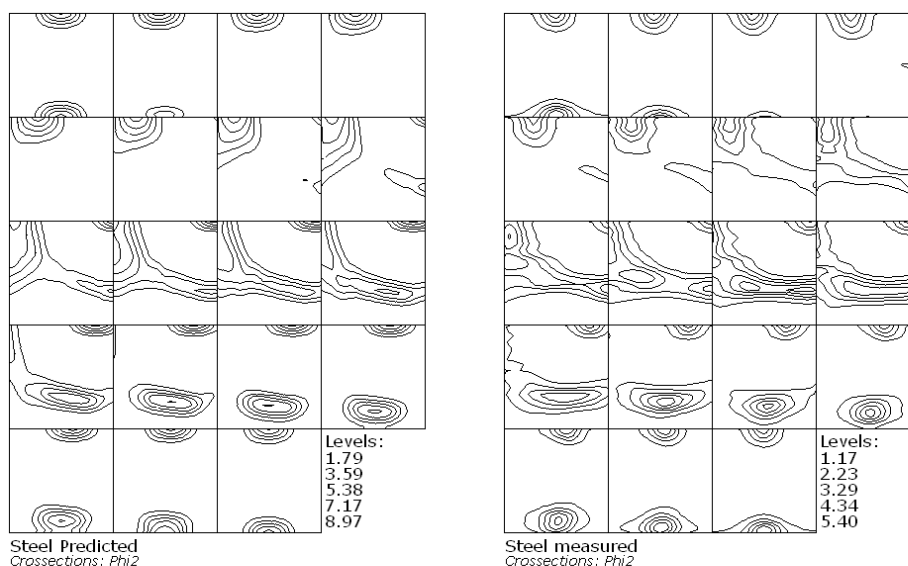 Levels:
1.79
3.59
5.38
7.17
8.97
Steel Predicted
Crossections: Phi2
Levels:
1.17
2.23
3.29
4.34
5.40
Steel measured
Crossections: Phi2